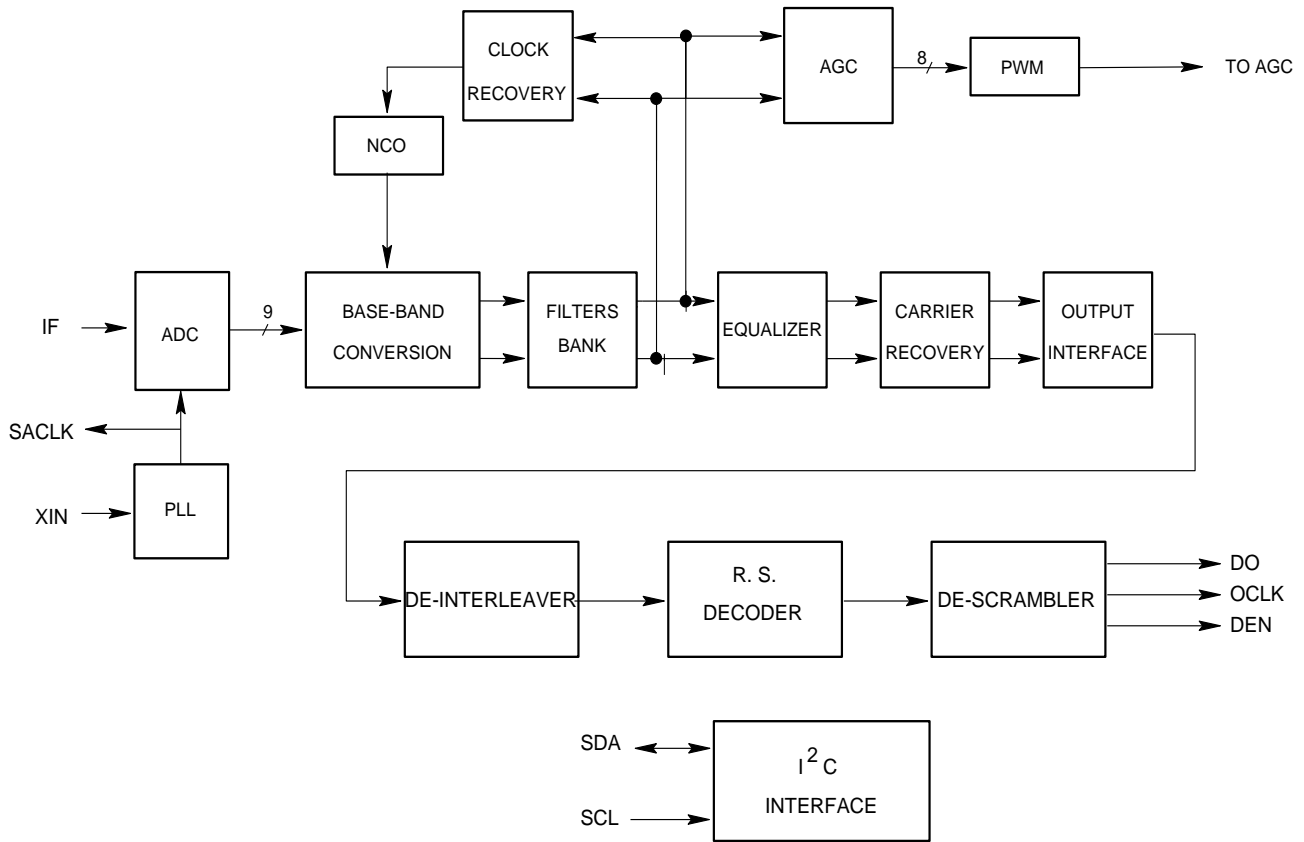 CLOCK
RECOVERY
AGC
8
PWM
TO AGC
NCO
IF
ADC
9
BASE-BAND
CONVERSION
FILTERS
BANK
EQUALIZER
CARRIER
RECOVERY
OUTPUT
INTERFACE
SACLK
XIN
PLL
DE-INTERLEAVER
R. S.
DECODER
DE-SCRAMBLER
DO
OCLK
DEN
SDA
SCL
I2C
INTERFACE